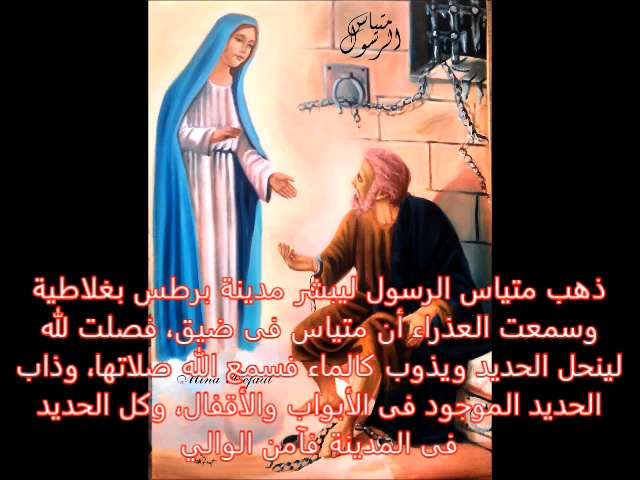 متياس
الرسول
ذهب متياس الرسول ليبشر مدينة برطس بغلاطية
وسمعت العذراء أن متياس فى ضيق، فصلت لله
لينحل الحديد ويذوب كالماء فسمع الله صلاتها، وذاب
Mina Refaat
الحديد الموجود فى الأبواب والأقفال، وكل الحديد
فى المدينة فآمن الوالي